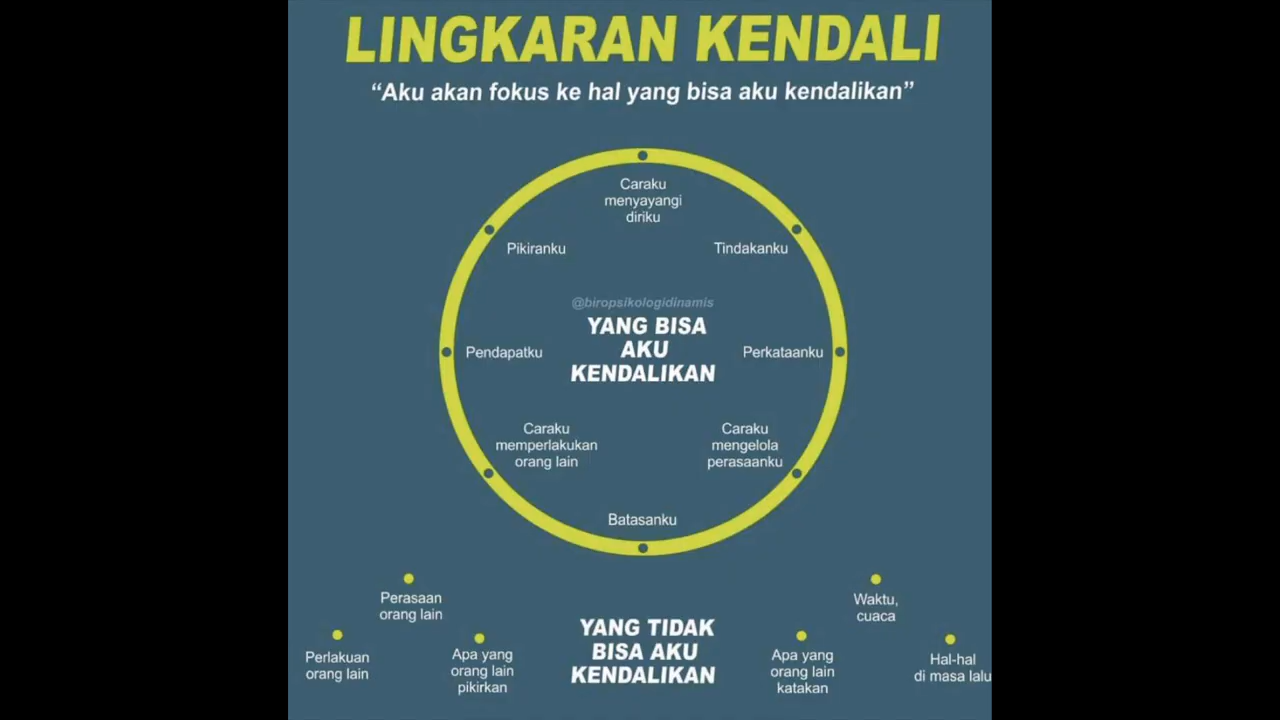 LINGKARAN KENDALI
“Aku akan fokus ke hal yang bisa aku kendalikan”
Caraku
menyayangi
diriku
Pikiranku
Tindakanku
@biropsikologidinamis
YANG BISA
AKU
KENDALIKAN
Pendapatku
Perkataanku
Caraku
memperlakukan
orang lain
Caraku
mengelola
perasaanku
Batasanku
Perasaan
orang lain
Waktu,
cuaca
Perlakuan
orang lain
Apa yang
orang lain
pikirkan
YANG TIDAK
BISA AKU
KENDALIKAN
Apa yang
orang lain
katakan
Hal-hal
di masa lalu